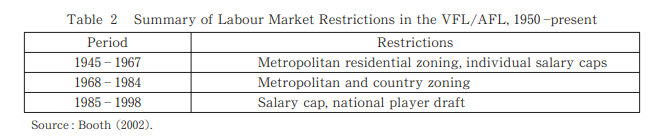 Table 2 Summary of Labour Market Restrictions in the VFL/AFL, 1950–present
Period Restrictions
1945–1967 Metropolitan residential zoning, individual salary caps
1968–1984 Metropolitan and country zoning
1985–1998 Salary cap, national player draft
Source: Booth (2002).